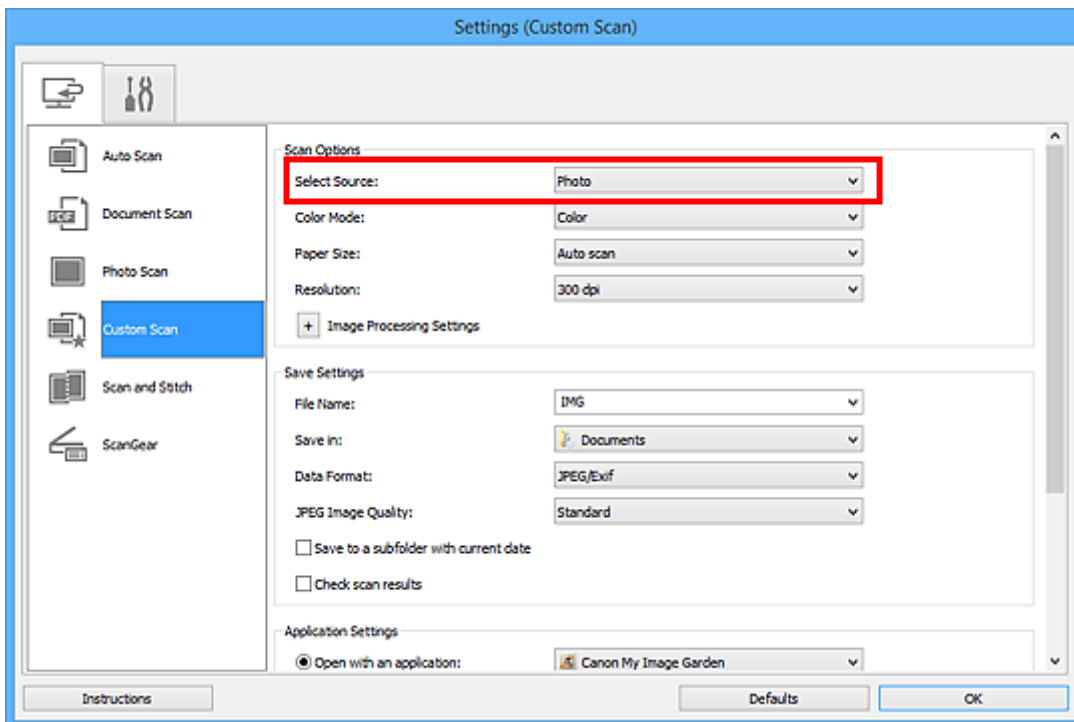 Settings (Custom Scan)
Auto Scan
Document Scan
Photo Scan
Custom Scan
Scan and Stitch
ScanGear
Scan Options
Select Source: Photo
Color Mode: Color
Paper Size: Auto scan
Resolution: 300 dpi
+ Image Processing Settings
Save Settings
File Name: IMG
Save in: Documents
Data Format: JPEG/Exif
JPEG Image Quality: Standard
Save to a subfolder with current date
Check scan results
Application Settings
Open with an application: Canon My Image Garden
Instructions Defaults OK